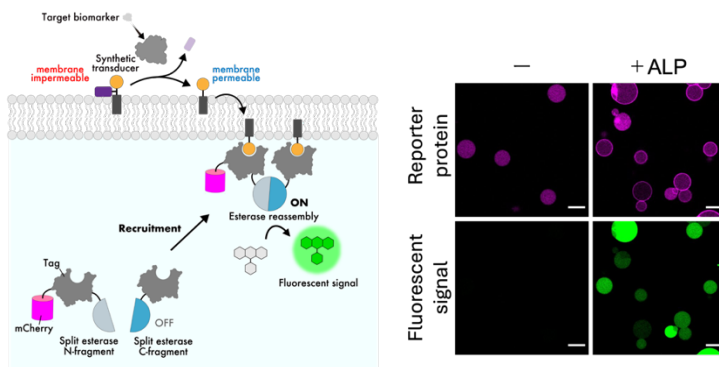 Target biomarker
Synthetic
transducer
membrane
impermeable
membrane
permeable
ON
Esterase reassembly
Recruitment
Fluorescent signal
Tag
OFF
mCherry
Split esterase
N-fragment
Split esterase
C-fragment
− + ALP
Reporter
protein
Fluorescent
signal